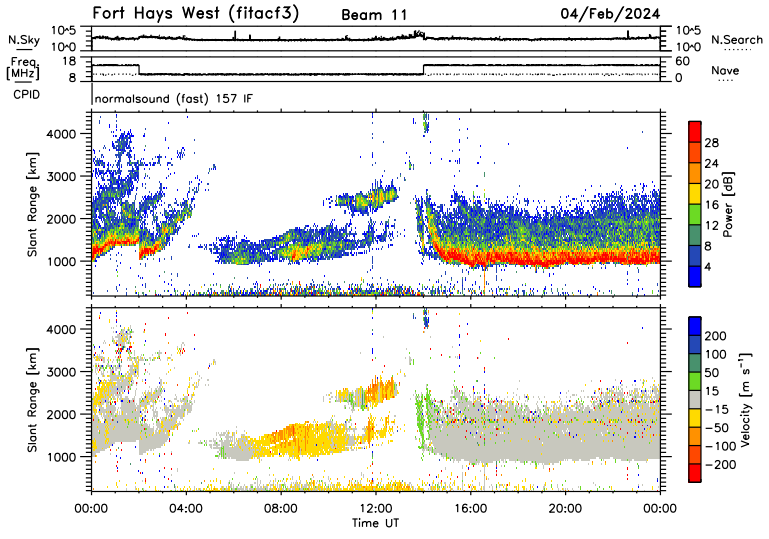 Fort Hays West (fitacf3) Beam 11 04/Feb/2024
N.Sky 10^5 10^0 10^5 10^0 N.Search
Freq. [MHz] 18 8 60 0 Nave
CPID normalsound (fast) 157 IF
Slant Range [km] 4000 3000 2000 1000
28 24 20 16 12 8 4 Power [dB]
Slant Range [km] 4000 3000 2000 1000
200 100 50 15 -15 -50 -100 -200 Velocity [m s⁻¹]
00:00 04:00 08:00 12:00 16:00 20:00 00:00
Time UT